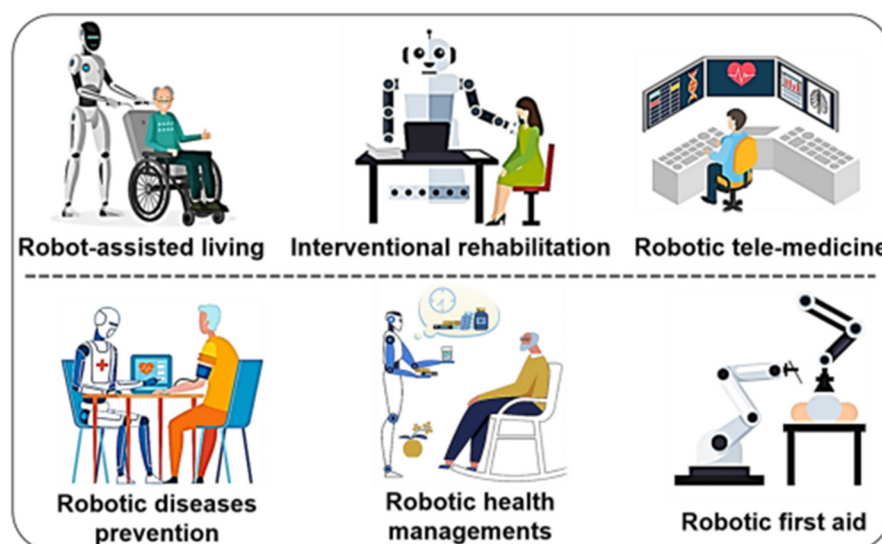 Robot-assisted living
Interventional rehabilitation
Robotic tele-medicine
Robotic diseases
prevention
Robotic health
managements
Robotic first aid